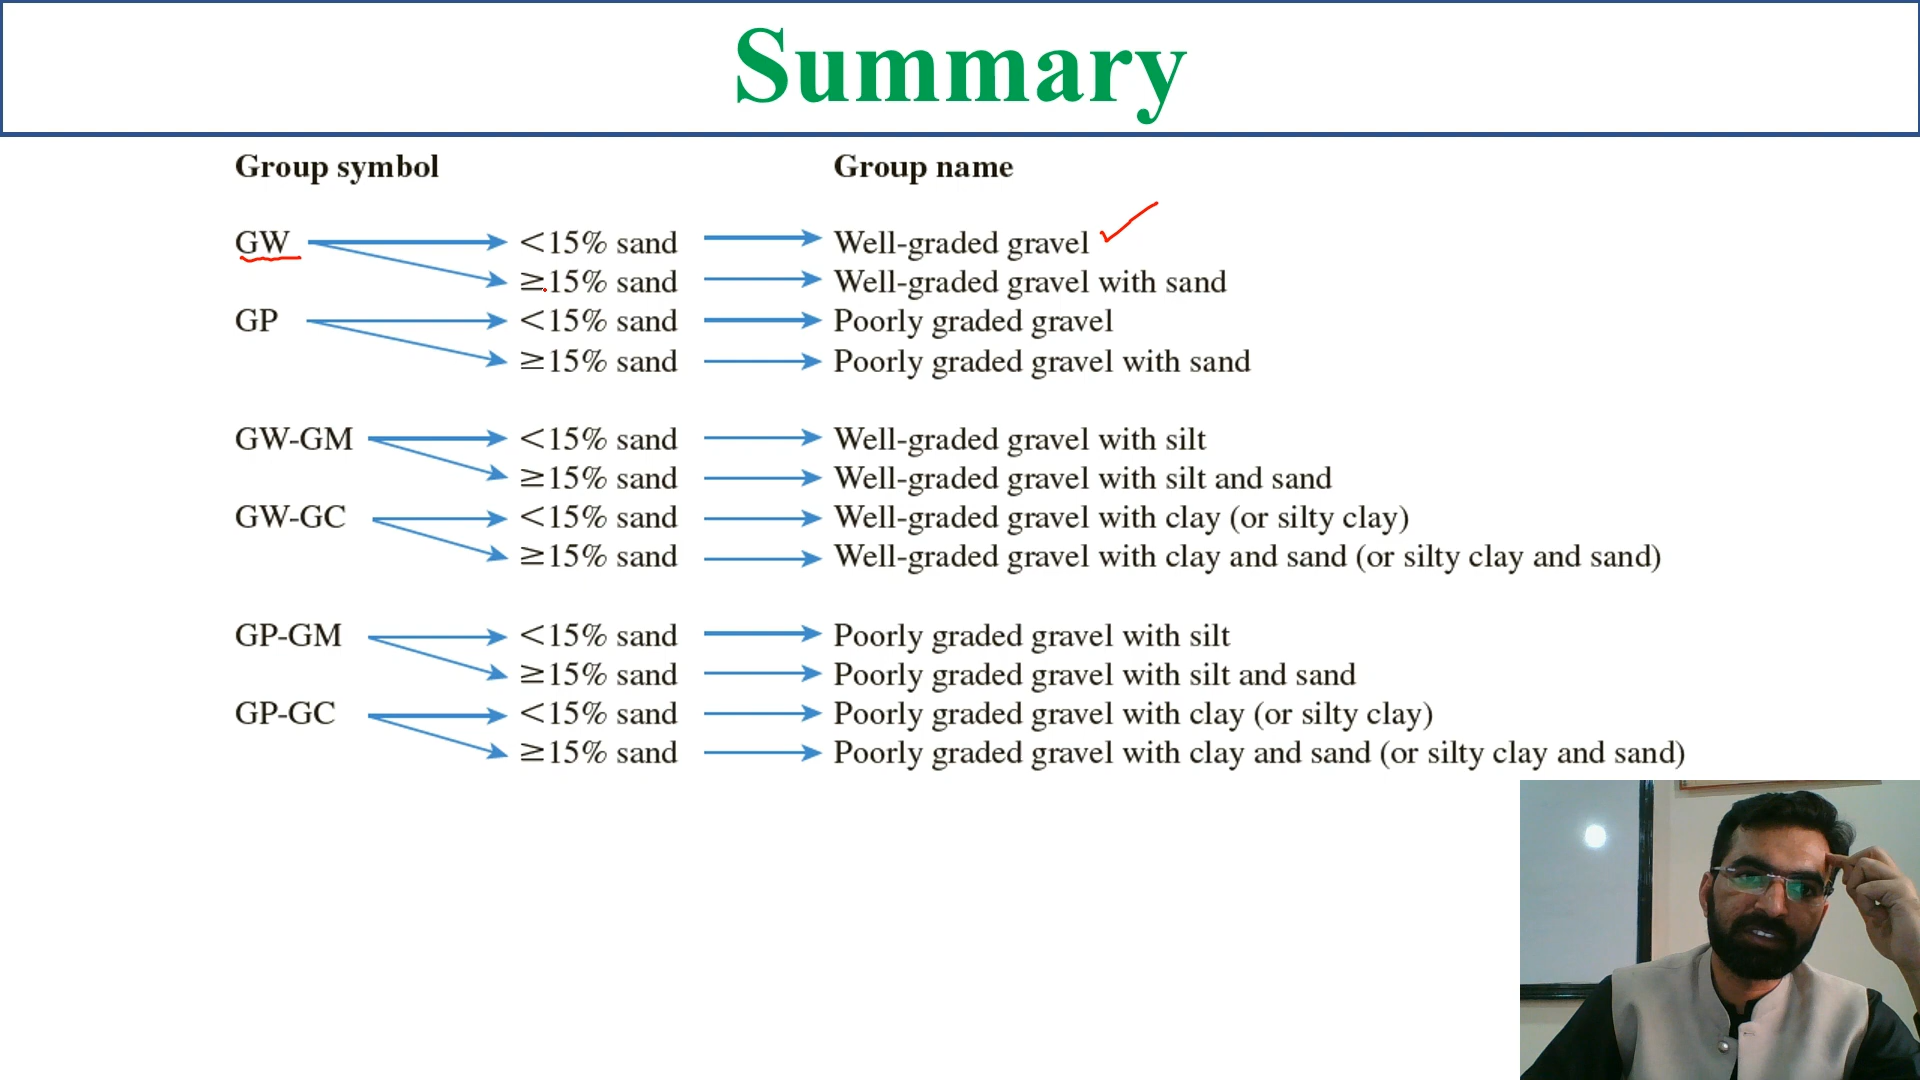 Summary
Group symbol Group name
GW <15% sand Well-graded gravel
≥15% sand Well-graded gravel with sand
GP <15% sand Poorly graded gravel
≥15% sand Poorly graded gravel with sand
GW-GM <15% sand Well-graded gravel with silt
≥15% sand Well-graded gravel with silt and sand
GW-GC <15% sand Well-graded gravel with clay (or silty clay)
≥15% sand Well-graded gravel with clay and sand (or silty clay and sand)
GP-GM <15% sand Poorly graded gravel with silt
≥15% sand Poorly graded gravel with silt and sand
GP-GC <15% sand Poorly graded gravel with clay (or silty clay)
≥15% sand Poorly graded gravel with clay and sand (or silty clay and sand)